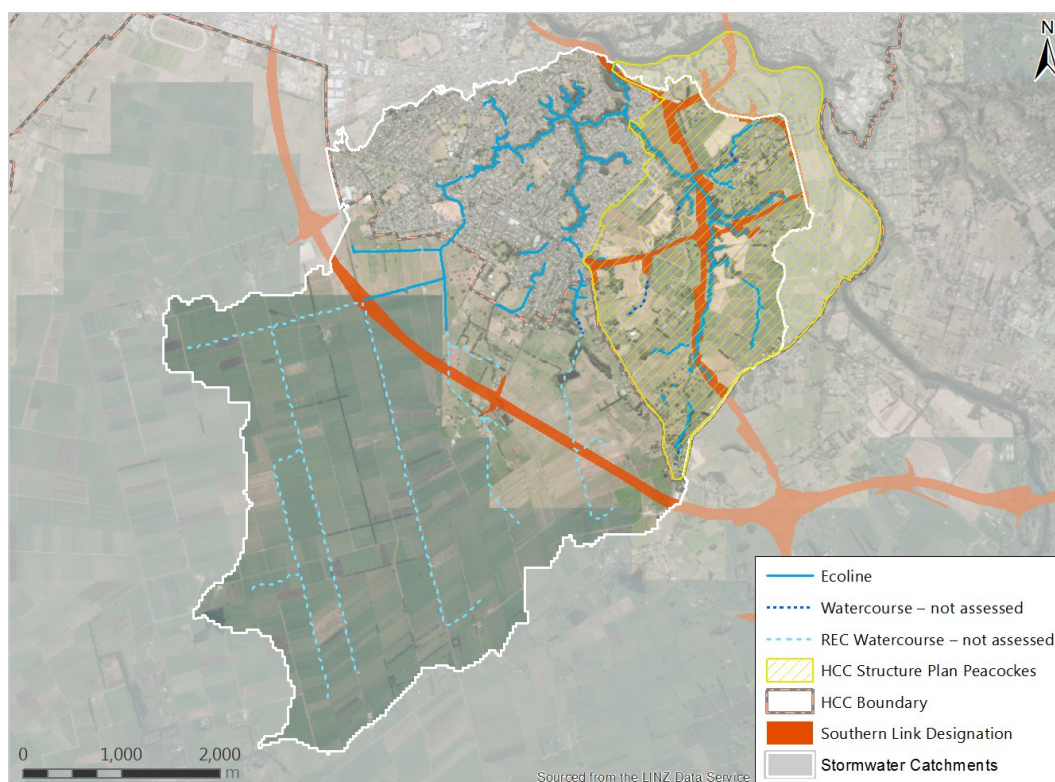 N
Ecoline
Watercourse – not assessed
REC Watercourse – not assessed
HCC Structure Plan Peacockes
HCC Boundary
Southern Link Designation
Stormwater Catchments
0 1,000 2,000
m
Sourced from the LINZ Data Service